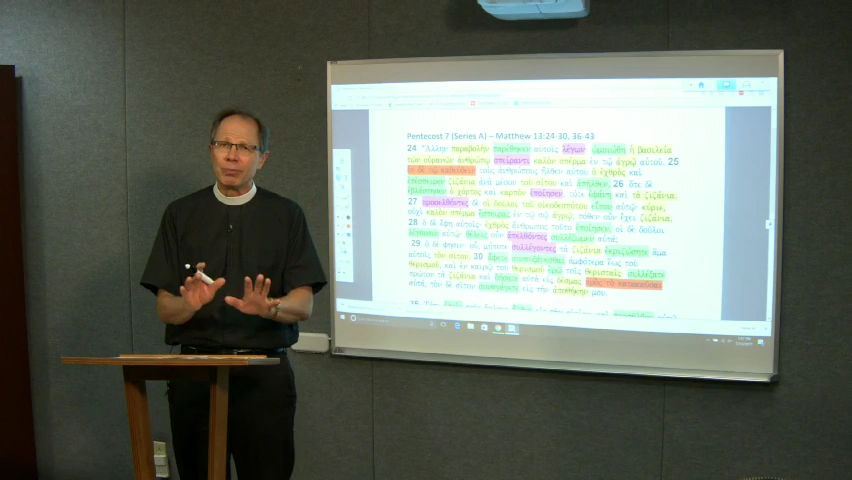 Pentecost 7 (Series A) – Matthew 13:24-30, 36-43
24 Ἄλλην παραβολὴν παρέθηκεν αὐτοῖς λέγων· ὡμοιώθη ἡ βασιλεία
τῶν οὐρανῶν ἀνθρώπῳ σπείραντι καλὸν σπέρμα ἐν τῷ ἀγρῷ αὐτοῦ. 25
ἐν δὲ τῷ καθεύδειν τοὺς ἀνθρώπους ἦλθεν αὐτοῦ ὁ ἐχθρὸς καὶ
ἐπέσπειρεν ζιζάνια ἀνὰ μέσον τοῦ σίτου καὶ ἀπῆλθεν. 26 ὅτε δὲ
ἐβλάστησεν ὁ χόρτος καὶ καρπὸν ἐποίησεν, τότε ἐφάνη καὶ τὰ ζιζάνια.
27 προσελθόντες δὲ οἱ δοῦλοι τοῦ οἰκοδεσπότου εἶπον αὐτῷ· κύριε,
οὐχὶ καλὸν σπέρμα ἔσπειρας ἐν τῷ σῷ ἀγρῷ; πόθεν οὖν ἔχει ζιζάνια;
28 ὁ δὲ ἔφη αὐτοῖς· ἐχθρὸς ἄνθρωπος τοῦτο ἐποίησεν. οἱ δὲ δοῦλοι
λέγουσιν αὐτῷ· θέλεις οὖν ἀπελθόντες συλλέξωμεν αὐτά;
29 ὁ δέ φησιν· οὔ, μήποτε συλλέγοντες τὰ ζιζάνια ἐκριζώσητε ἅμα
αὐτοῖς τὸν σῖτον. 30 ἄφετε συναυξάνεσθαι ἀμφότερα ἕως τοῦ
θερισμοῦ, καὶ ἐν καιρῷ τοῦ θερισμοῦ ἐρῶ τοῖς θερισταῖς· συλλέξατε
πρῶτον τὰ ζιζάνια καὶ δήσατε αὐτὰ εἰς δέσμας πρὸς τὸ κατακαῦσαι
αὐτά, τὸν δὲ σῖτον συναγάγετε εἰς τὴν ἀποθήκην μου.